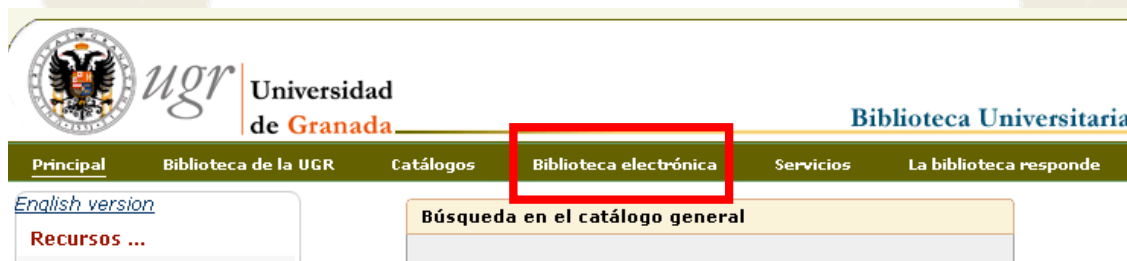 ugr
Universidad
de Granada
Biblioteca Universitaria
Principal Biblioteca de la UGR Catálogos Biblioteca electrónica Servicios La biblioteca responde
English version
Búsqueda en el catálogo general
Recursos ...